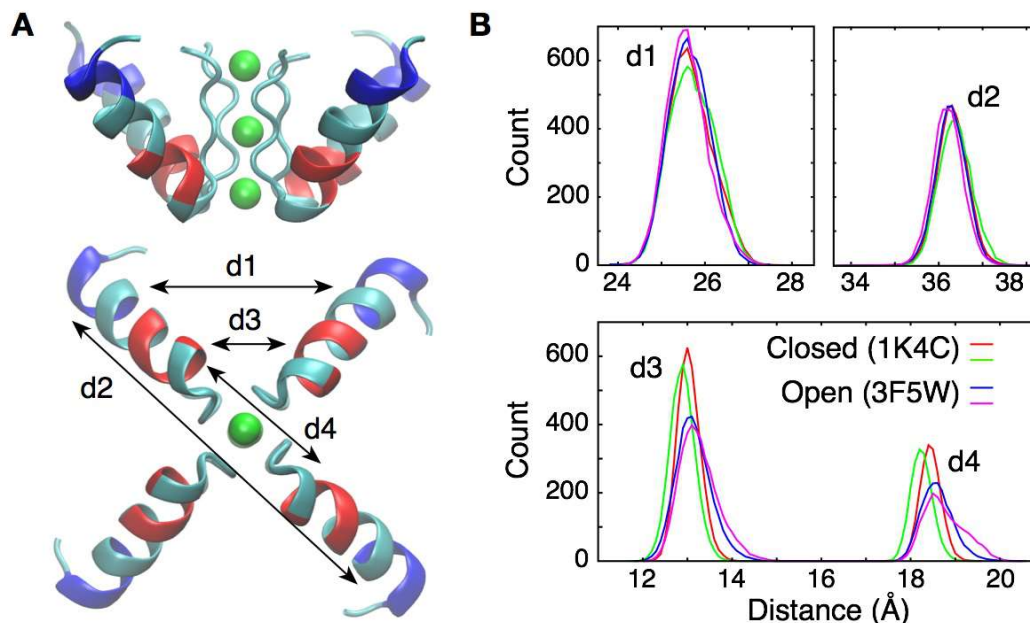 A
d1
d3
d2
d4
B
d1
d2
Count
600
400
200
0
24 26 28
34 36 38
d3
Closed (1K4C)
Open (3F5W)
d4
Count
600
400
200
0
12 14 16 18 20
Distance (Å)